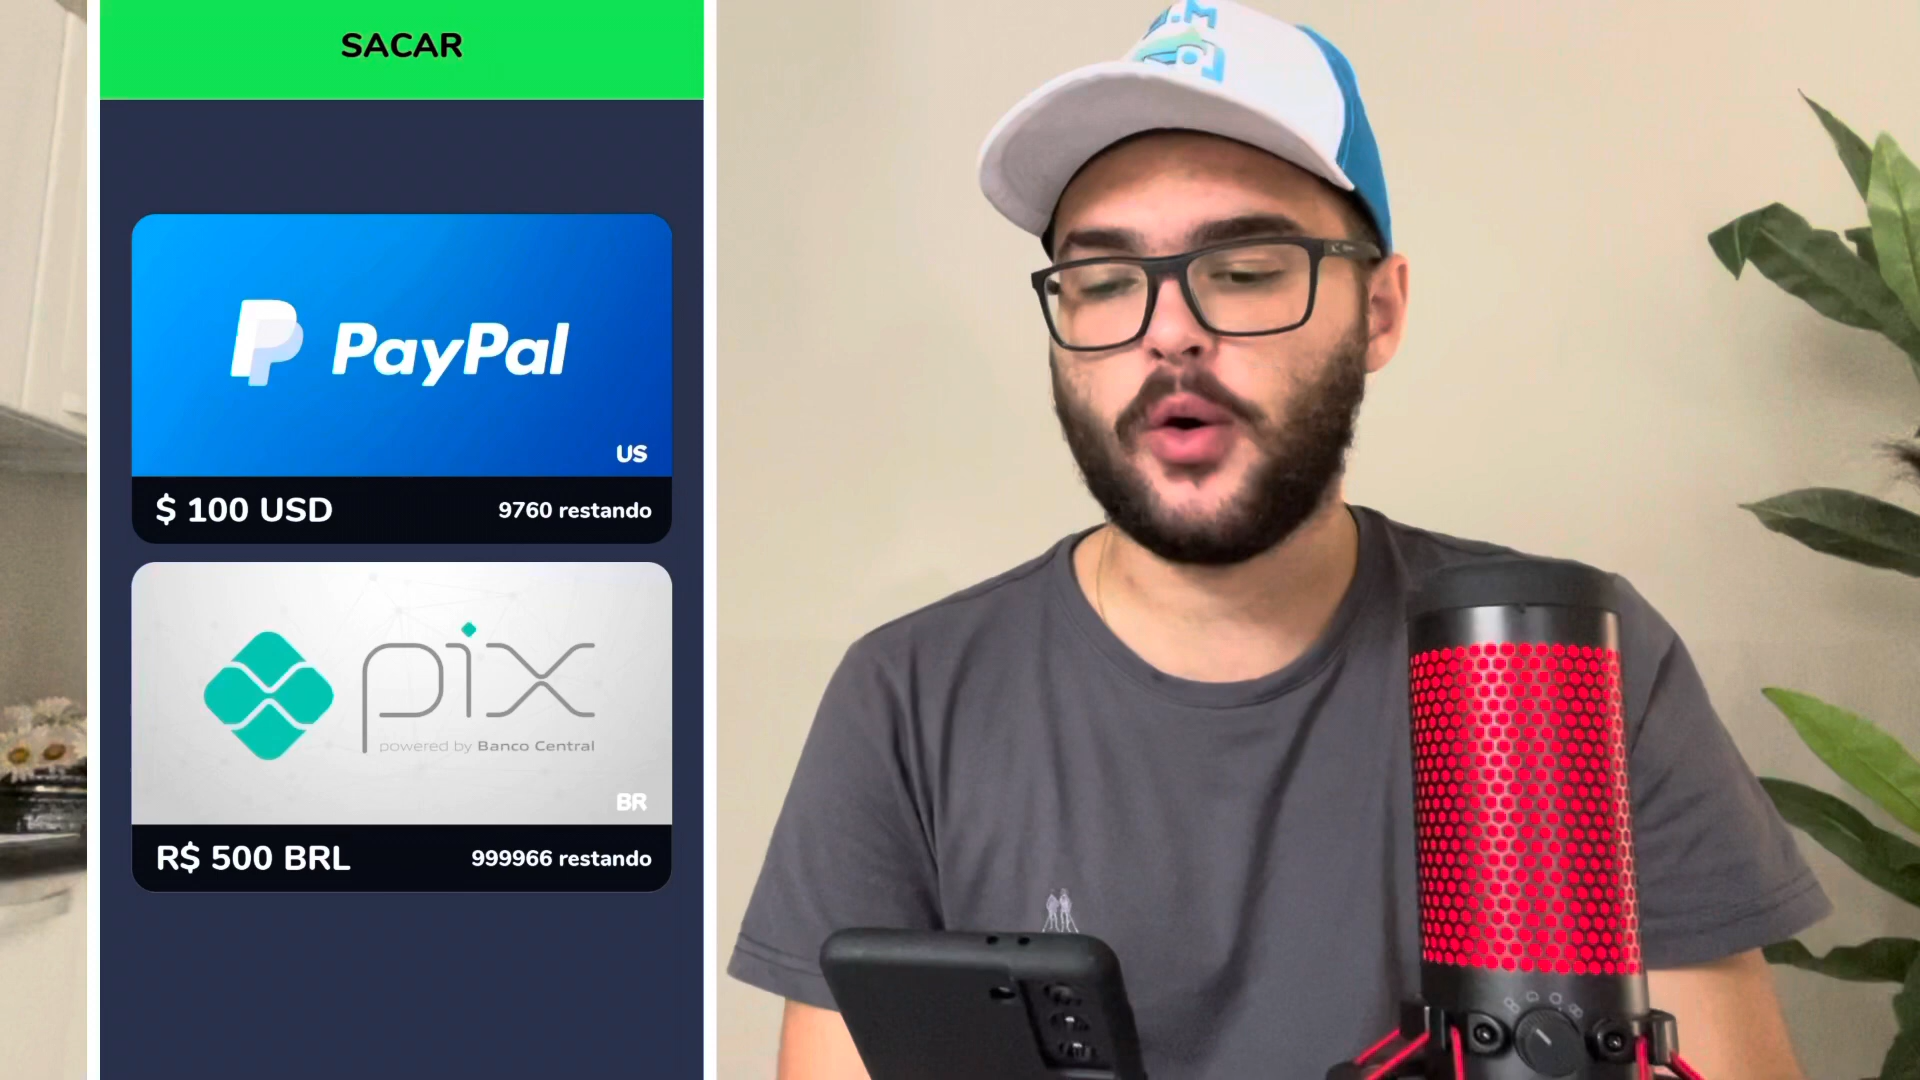 SACAR
PayPal
US
$ 100 USD
9760 restando
pix
powered by Banco Central
BR
R$ 500 BRL
999966 restando